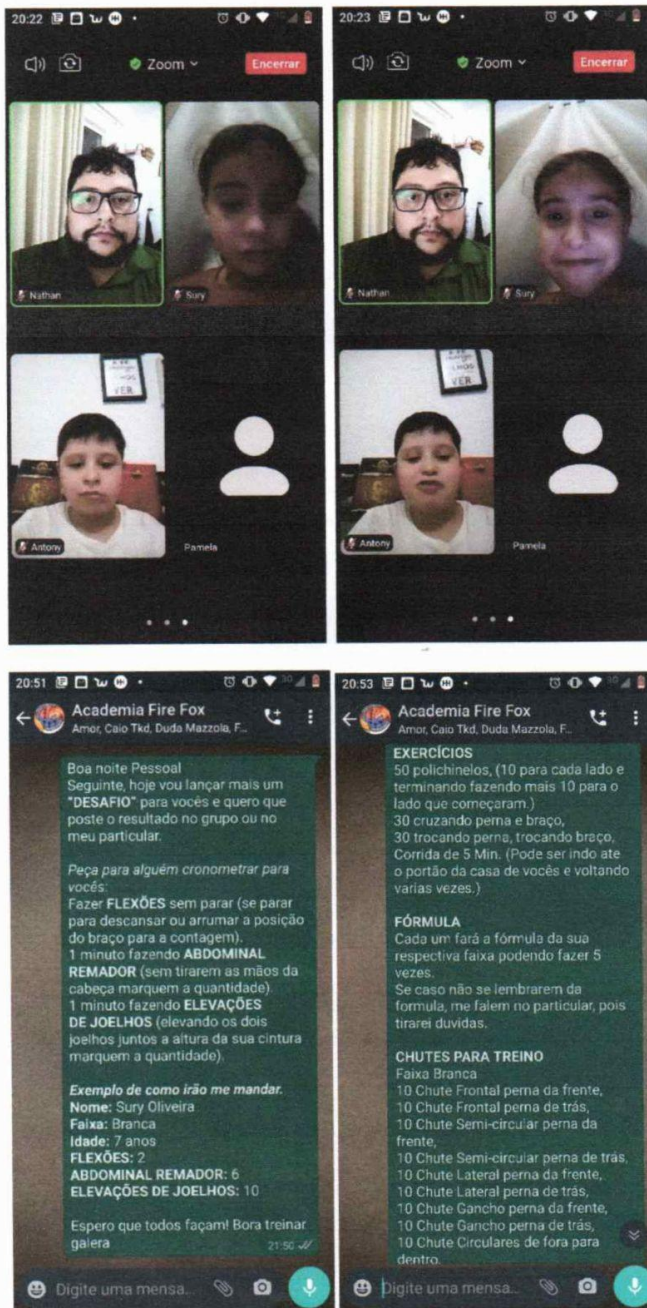 20:22
Zoom
Encerrar
Nathan
Sury
VER
Antony
Pamela
20:23
Zoom
Encerrar
Nathan
Sury
VER
Antony
Pamela
20:51
3G
Academia Fire Fox
Amor, Caio Tkd, Duda Mazzola, F...
Boa noite Pessoal
Seguinte, hoje vou lançar mais um
"DESAFIO" para vocês e quero que
poste o resultado no grupo ou no
meu particular.
Peça para alguém cronometrar para
vocês:
Fazer FLEXÕES sem parar (se parar
para descansar ou arrumar a posição
do braço para a contagem).
1 minuto fazendo ABDOMINAL
REMADOR (sem tirarem as mãos da
cabeça marquem a quantidade).
1 minuto fazendo ELEVAÇÕES
DE JOELHOS (elevando os dois
joelhos juntos a altura da sua cintura
marquem a quantidade).
Exemplo de como irão me mandar.
Nome: Sury Oliveira
Faixa: Branca
Idade: 7 anos
FLEXÕES: 2
ABDOMINAL REMADOR: 6
ELEVAÇÕES DE JOELHOS: 10
Espero que todos façam! Bora treinar
galera
21:50
Digite uma mensa...
20:53
3G
Academia Fire Fox
Amor, Caio Tkd, Duda Mazzola, F...
EXERCÍCIOS
50 polichinelos, (10 para cada lado e
terminando fazendo mais 10 para o
lado que começaram.)
30 cruzando perna e braço,
30 trocando perna, trocando braço,
Corrida de 5 Min. (Pode ser indo ate
o portão da casa de vocês e voltando
varias vezes.)
FÓRMULA
Cada um fará a fórmula da sua
respectiva faixa podendo fazer 5
vezes.
Se caso não se lembrarem da
formula, me falem no particular, pois
tirarei duvidas.
CHUTES PARA TREINO
Faixa Branca
10 Chute Frontal perna da frente,
10 Chute Frontal perna de trás,
10 Chute Semi-circular perna da
frente,
10 Chute Semi-circular perna de trás,
10 Chute Lateral perna da frente,
10 Chute Lateral perna de trás,
10 Chute Gancho perna da frente,
10 Chute Gancho perna de trás,
10 Chute Circulares de fora para
dentro.
Digite uma mensa...